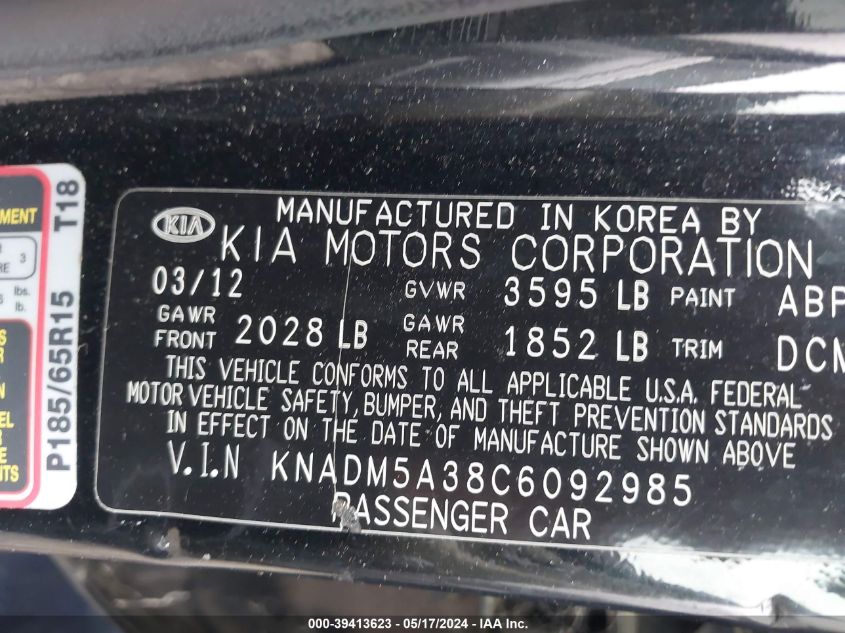 KIA
MANUFACTURED IN KOREA BY
KIA MOTORS CORPORATION
03/12 GVWR 3595 LB PAINT ABP
GAWR FRONT 2028 LB GAWR REAR 1852 LB TRIM DCM
THIS VEHICLE CONFORMS TO ALL APPLICABLE U.S.A. FEDERAL
MOTOR VEHICLE SAFETY, BUMPER, AND THEFT PREVENTION STANDARDS
IN EFFECT ON THE DATE OF MANUFACTURE SHOWN ABOVE
V.I.N KNADM5A38C6092985
PASSENGER CAR
P185/65R15 T18
3
lbs.
lb.
000-39413623 - 05/17/2024 - IAA Inc.